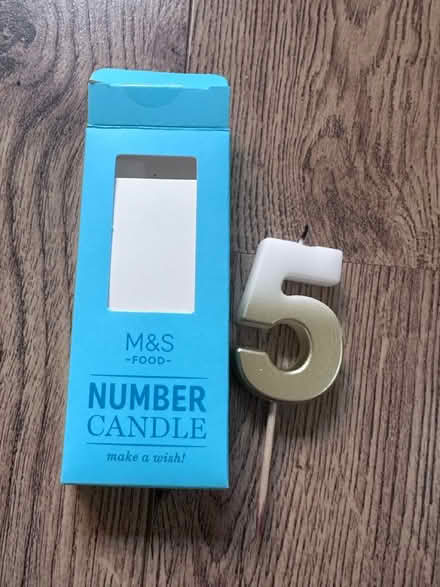 M&S
-FOOD-
NUMBER
CANDLE
make a wish!
5